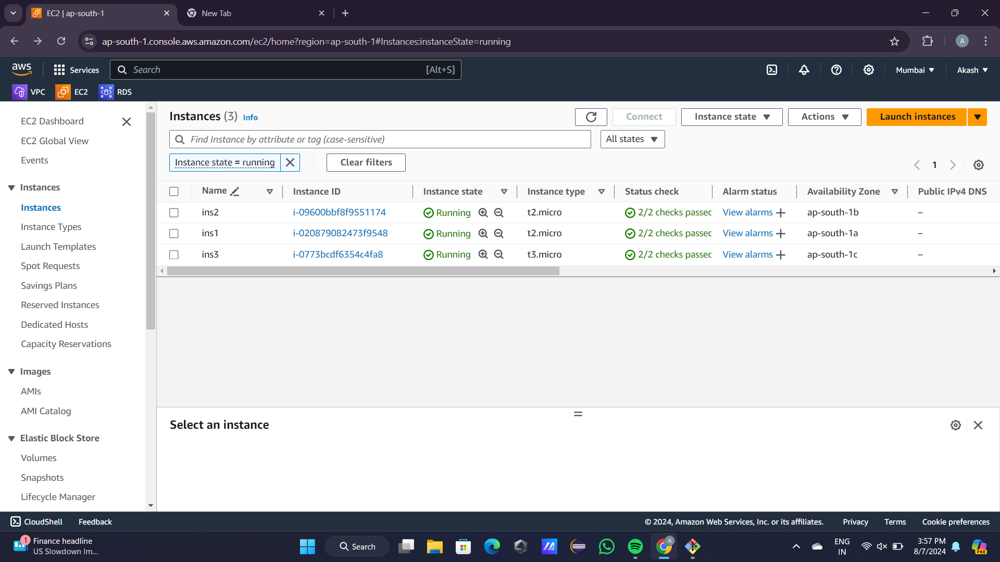 EC2 | ap-south-1
New Tab
ap-south-1.console.aws.amazon.com/ec2/home?region=ap-south-1#Instances:instanceState=running
A
aws
Services
Search
[Alt+S]
Mumbai
Akash
VPC
EC2
RDS
EC2 Dashboard
EC2 Global View
Events
Instances
Instances
Instance Types
Launch Templates
Spot Requests
Savings Plans
Reserved Instances
Dedicated Hosts
Capacity Reservations
Images
AMIs
AMI Catalog
Elastic Block Store
Volumes
Snapshots
Lifecycle Manager
Instances (3) Info
Connect
Instance state
Actions
Launch instances
Find Instance by attribute or tag (case-sensitive)
All states
Instance state = running
Clear filters
1
Name Instance ID Instance state Instance type Status check Alarm status Availability Zone Public IPv4 DNS
ins2 i-09600bbf8f9551174 Running t2.micro 2/2 checks passec View alarms + ap-south-1b –
ins1 i-020879082473f9548 Running t2.micro 2/2 checks passec View alarms + ap-south-1a –
ins3 i-0773bcdf6354c4fa8 Running t3.micro 2/2 checks passec View alarms + ap-south-1c –
Select an instance
CloudShell
Feedback
© 2024, Amazon Web Services, Inc. or its affiliates.
Privacy
Terms
Cookie preferences
1
Finance headline
US Slowdown Im...
Search
A
ENG
IN
3:57 PM
8/7/2024
PRE